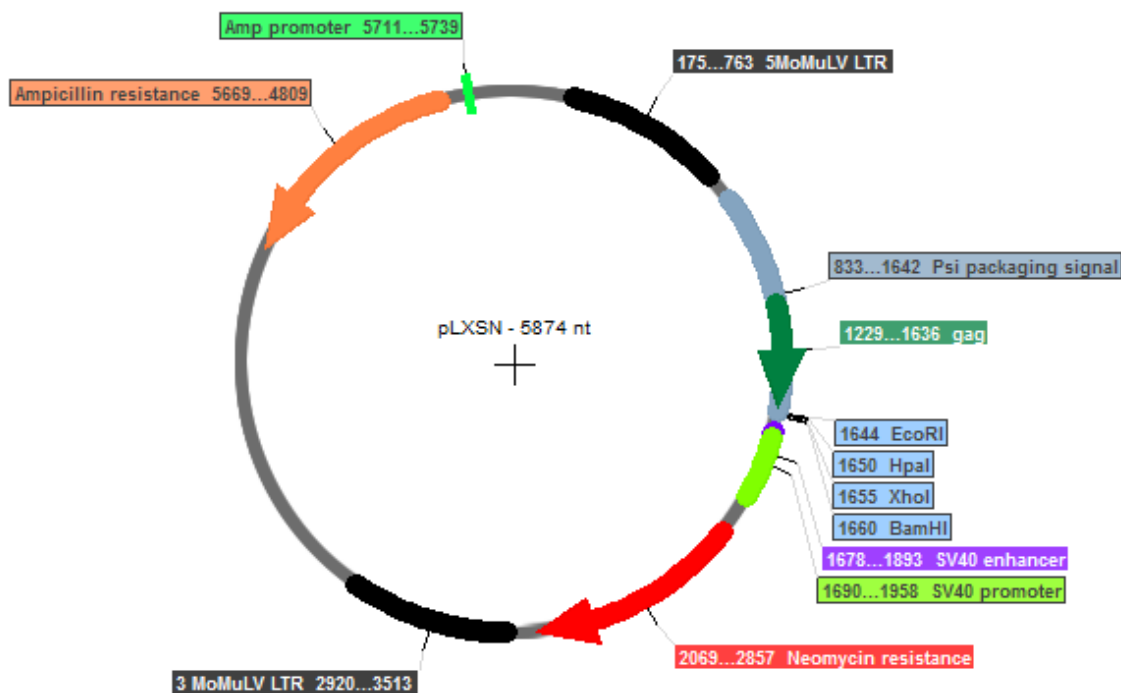 Amp promoter 5711...5739
175...763 5MoMuLV LTR
Ampicillin resistance 5669...4809
833...1642 Psi packaging signal
pLXSN - 5874 nt
1229...1636 gag
1644 EcoRI
1650 HpaI
1655 XhoI
1660 BamHI
1678...1893 SV40 enhancer
1690...1958 SV40 promoter
2069...2857 Neomycin resistance
3 MoMuLV LTR 2920...3513